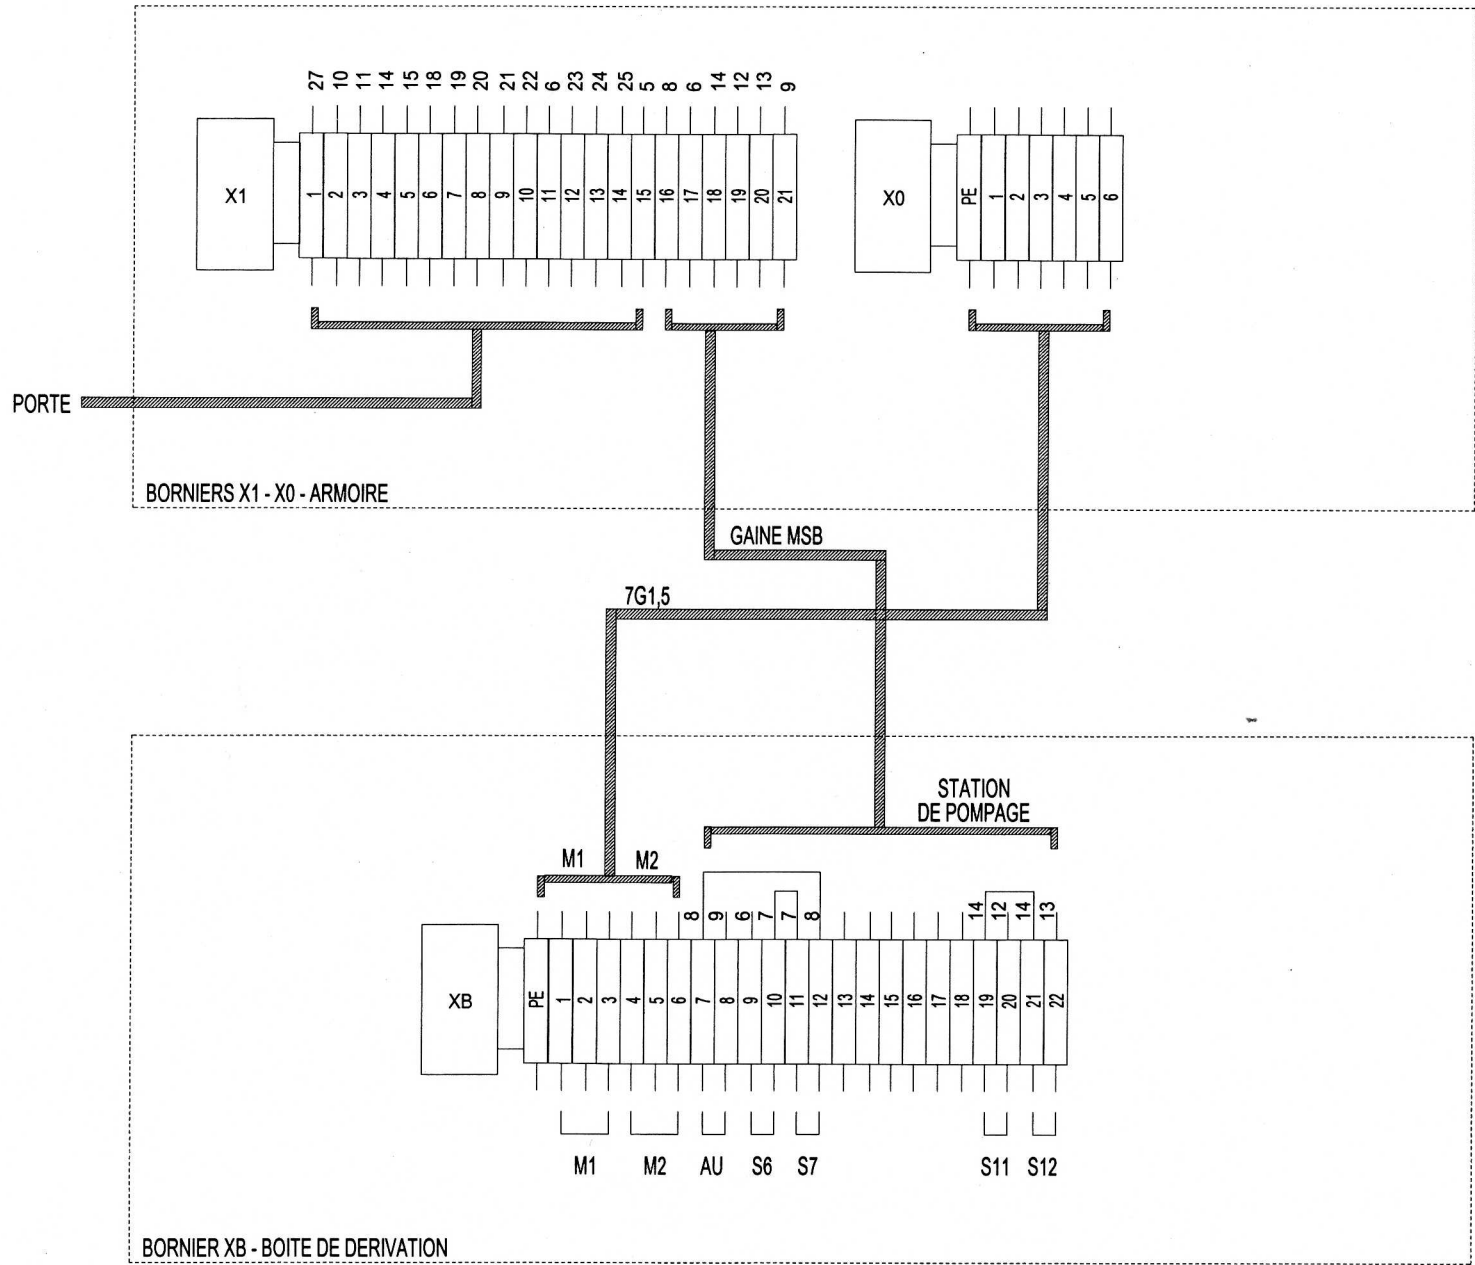 27 10 11 14 15 18 19 20 21 22 6 23 24 25 5 8 6 14 12 13 9
X1 1 2 3 4 5 6 7 8 9 10 11 12 13 14 15 16 17 18 19 20 21
X0 PE 1 2 3 4 5 6
PORTE
BORNIERS X1 - X0 - ARMOIRE
GAINE MSB
7G1,5
STATION
DE POMPAGE
M1 M2
8 9 6 7 7 8 14 12 14 13
XB PE 1 2 3 4 5 6 7 8 9 10 11 12 13 14 15 16 17 18 19 20 21 22
M1 M2 AU S6 S7 S11 S12
BORNIER XB - BOITE DE DERIVATION